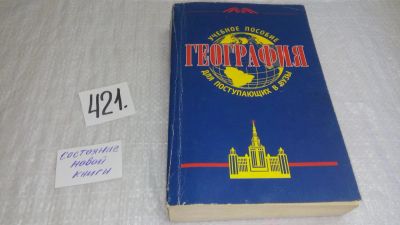 421.
состояние
новой
книги
УЧЕБНОЕ ПОСОБИЕ
ГЕОГРАФИЯ
ДЛЯ ПОСТУПАЮЩИХ В ВУЗЫ